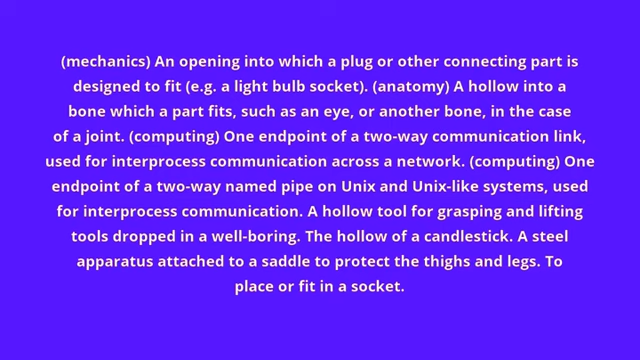 (mechanics) An opening into which a plug or other connecting part is
designed to fit (e.g. a light bulb socket). (anatomy) A hollow into a
bone which a part fits, such as an eye, or another bone, in the case
of a joint. (computing) One endpoint of a two-way communication link,
used for interprocess communication across a network. (computing) One
endpoint of a two-way named pipe on Unix and Unix-like systems, used
for interprocess communication. A hollow tool for grasping and lifting
tools dropped in a well-boring. The hollow of a candlestick. A steel
apparatus attached to a saddle to protect the thighs and legs. To
place or fit in a socket.